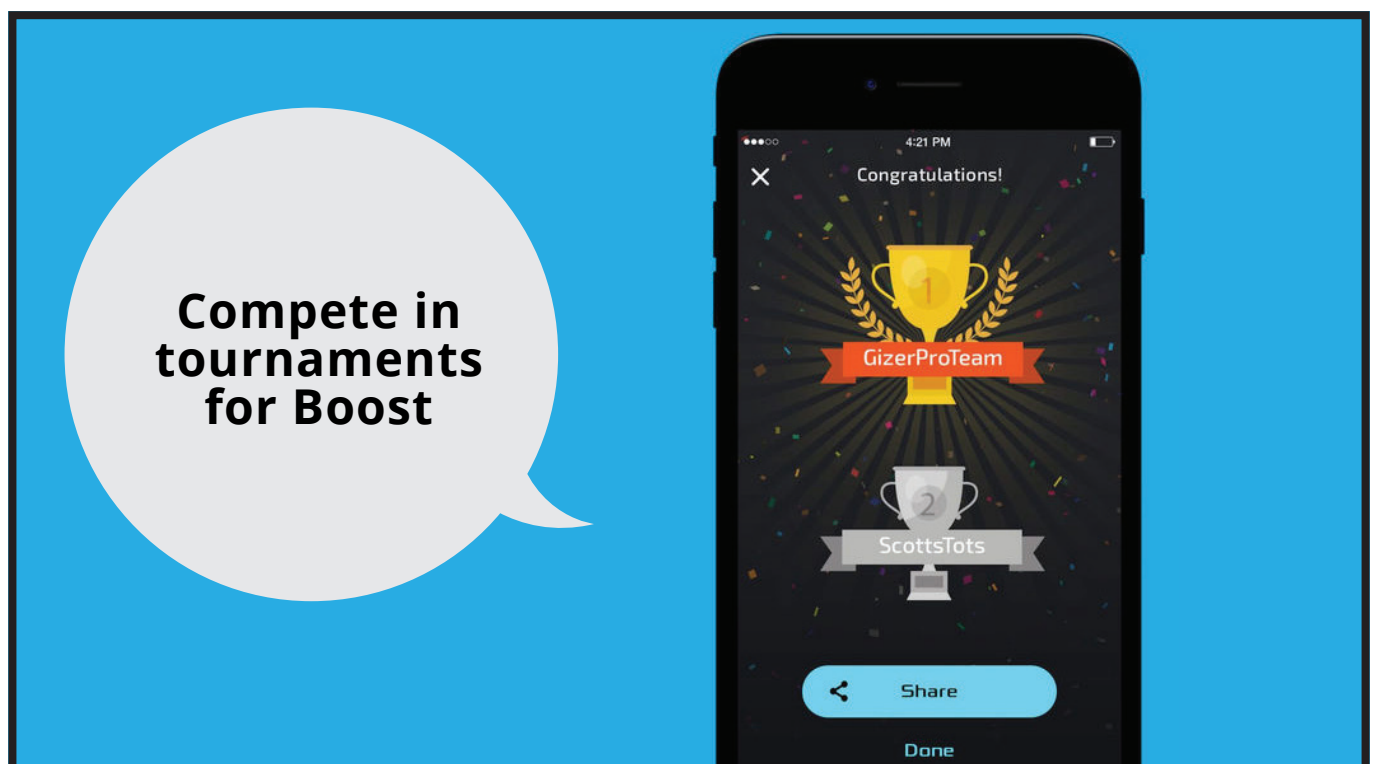 Compete in
tournaments
for Boost
4:21 PM
Congratulations!
1
GizerProTeam
2
ScottsTots
Share
Done